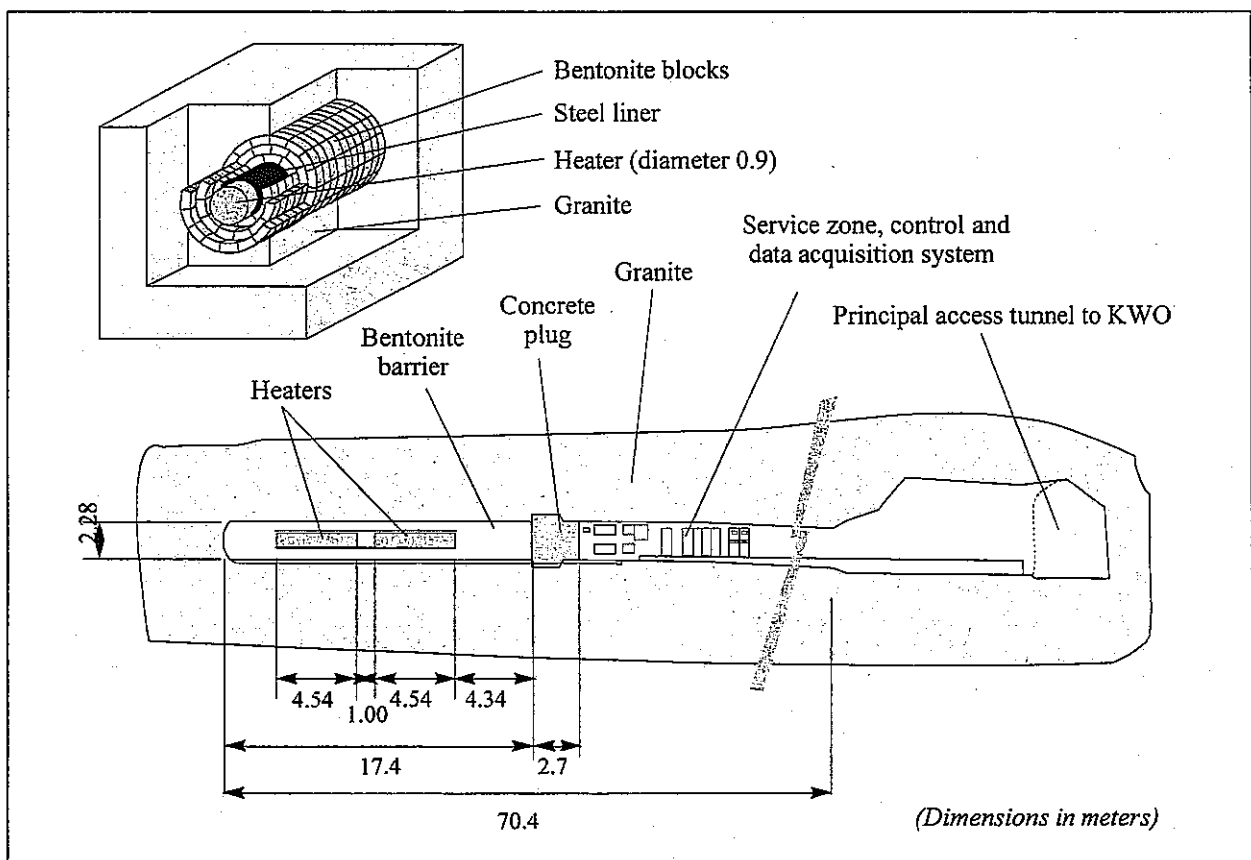 Bentonite blocks
Steel liner
Heater (diameter 0.9)
Granite
Service zone, control and
data acquisition system
Granite
Principal access tunnel to KWO
Concrete
plug
Bentonite
barrier
Heaters
2.28
4.54
1.00
4.54
4.34
17.4
2.7
70.4
(Dimensions in meters)